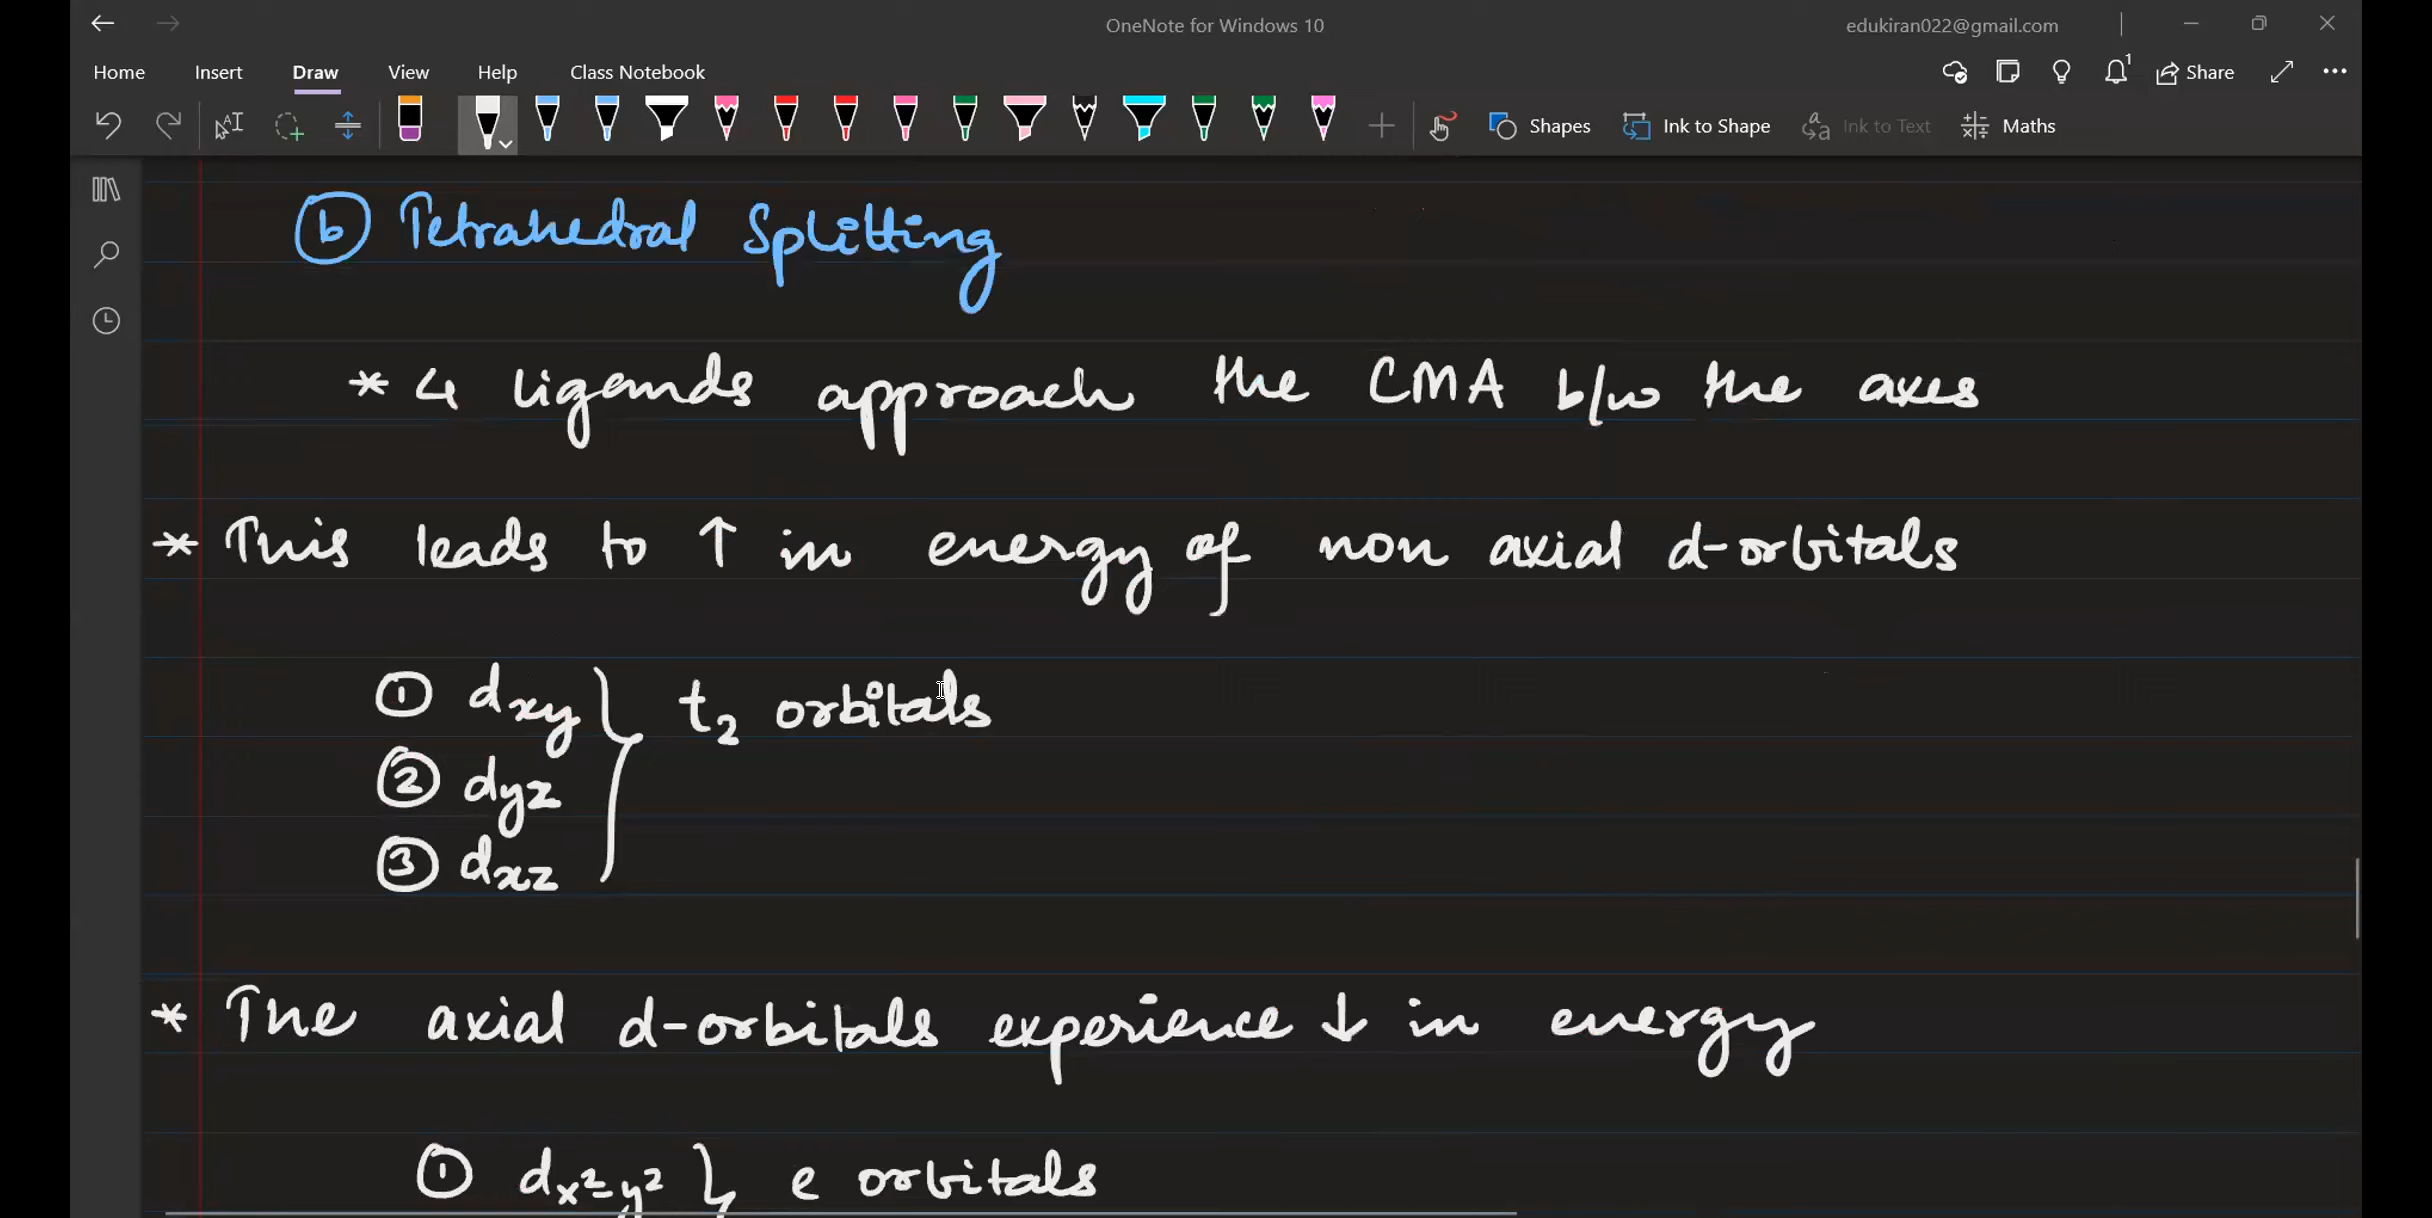 OneNote for Windows 10
edukiran022@gmail.com
Home Insert Draw View Help Class Notebook
Share
Shapes Ink to Shape Ink to Text Maths
ⓑ Tetrahedral Splitting
* 4 ligands approach the CMA b/w the axes
* This leads to ↑ in energy of non axial d-orbitals
① dxy } t₂ orbitals
② dyz
③ dxz
* The axial d-orbitals experience ↓ in energy
① dx²-y² } e orbitals